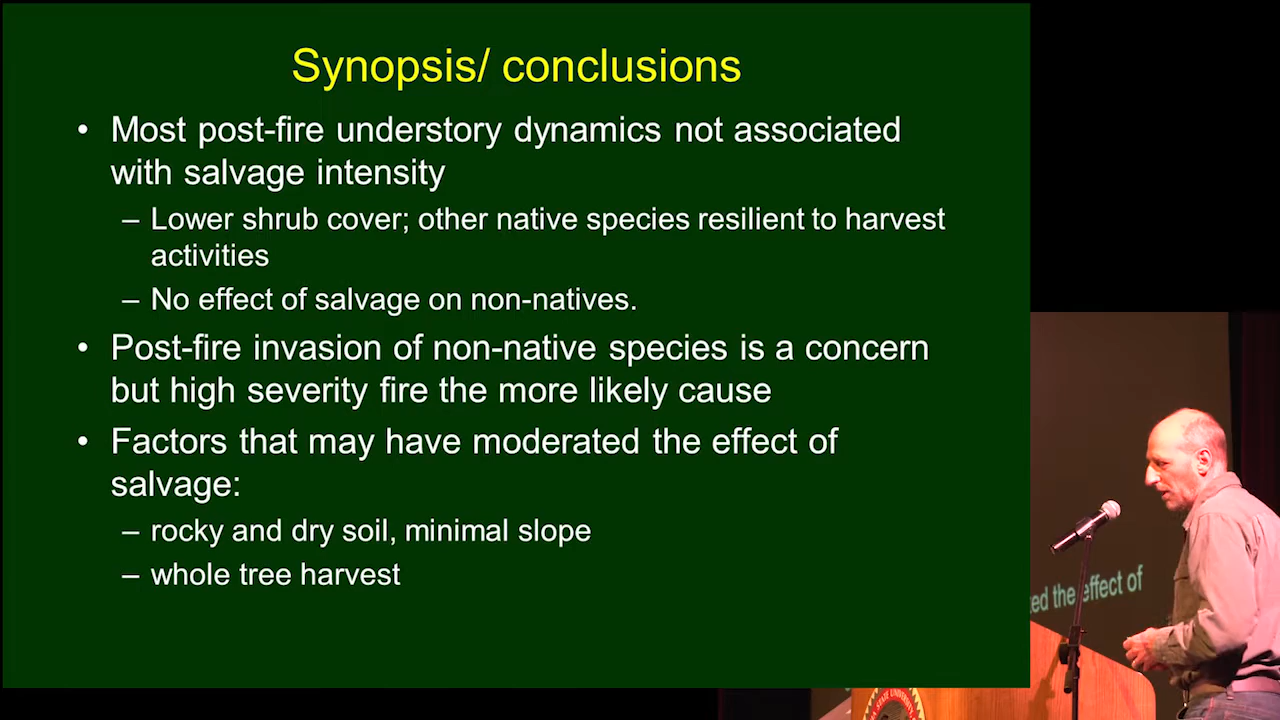 Synopsis/ conclusions
• Most post-fire understory dynamics not associated
with salvage intensity
– Lower shrub cover; other native species resilient to harvest
activities
– No effect of salvage on non-natives.
• Post-fire invasion of non-native species is a concern
but high severity fire the more likely cause
• Factors that may have moderated the effect of
salvage:
– rocky and dry soil, minimal slope
– whole tree harvest
ted the effect of
STATE UNIVERSITY